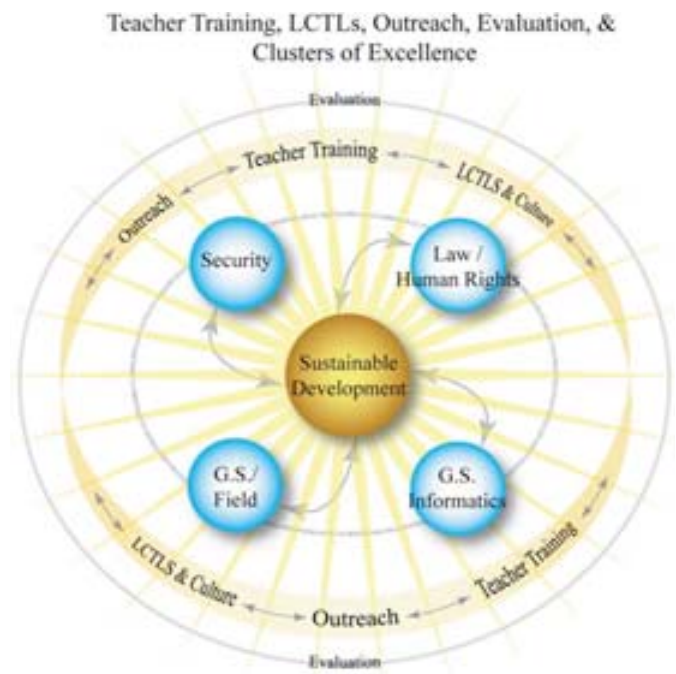 Teacher Training, LCTLs, Outreach, Evaluation, &
Clusters of Excellence
Evaluation
Teacher Training
LCTLS & Culture
Outreach
Security
Law /
Human Rights
Sustainable
Development
G.S./
Field
G.S.
Informatics
LCTLS & Culture
Outreach
Teacher Training
Evaluation